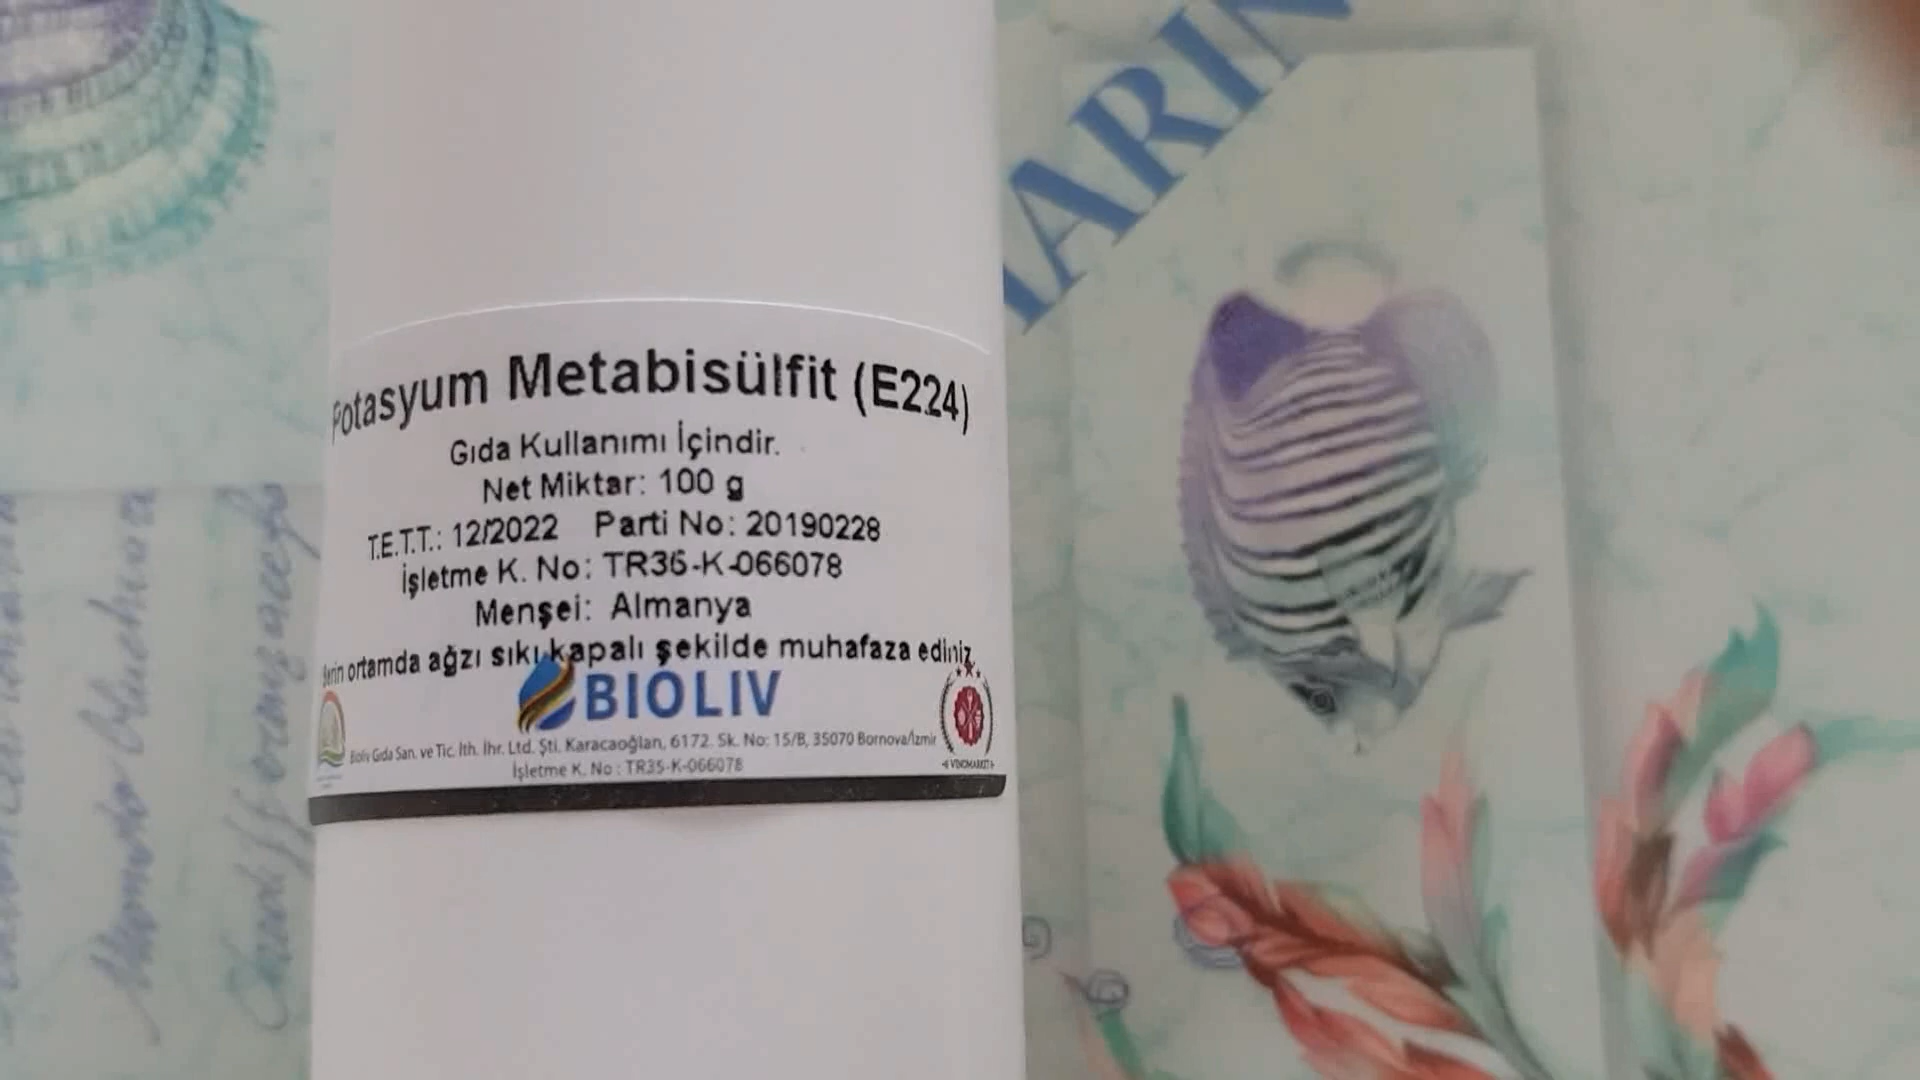 Potasyum Metabisülfit (E224)
Gıda Kullanımı İçindir.
Net Miktar: 100 g
T.E.T.T.: 12/2022 Parti No: 20190228
İşletme K. No: TR35-K-066078
Menşei: Almanya
Serin ortamda ağzı sıkı kapalı şekilde muhafaza ediniz
BIOLIV
Bioliv Gıda San. ve Tic. İth. İhr. Ltd. Şti. Karacaoğlan, 6172. Sk. No: 15/B, 35070 Bornova/İzmir
İşletme K. No : TR35-K-066078
VINOMARKET